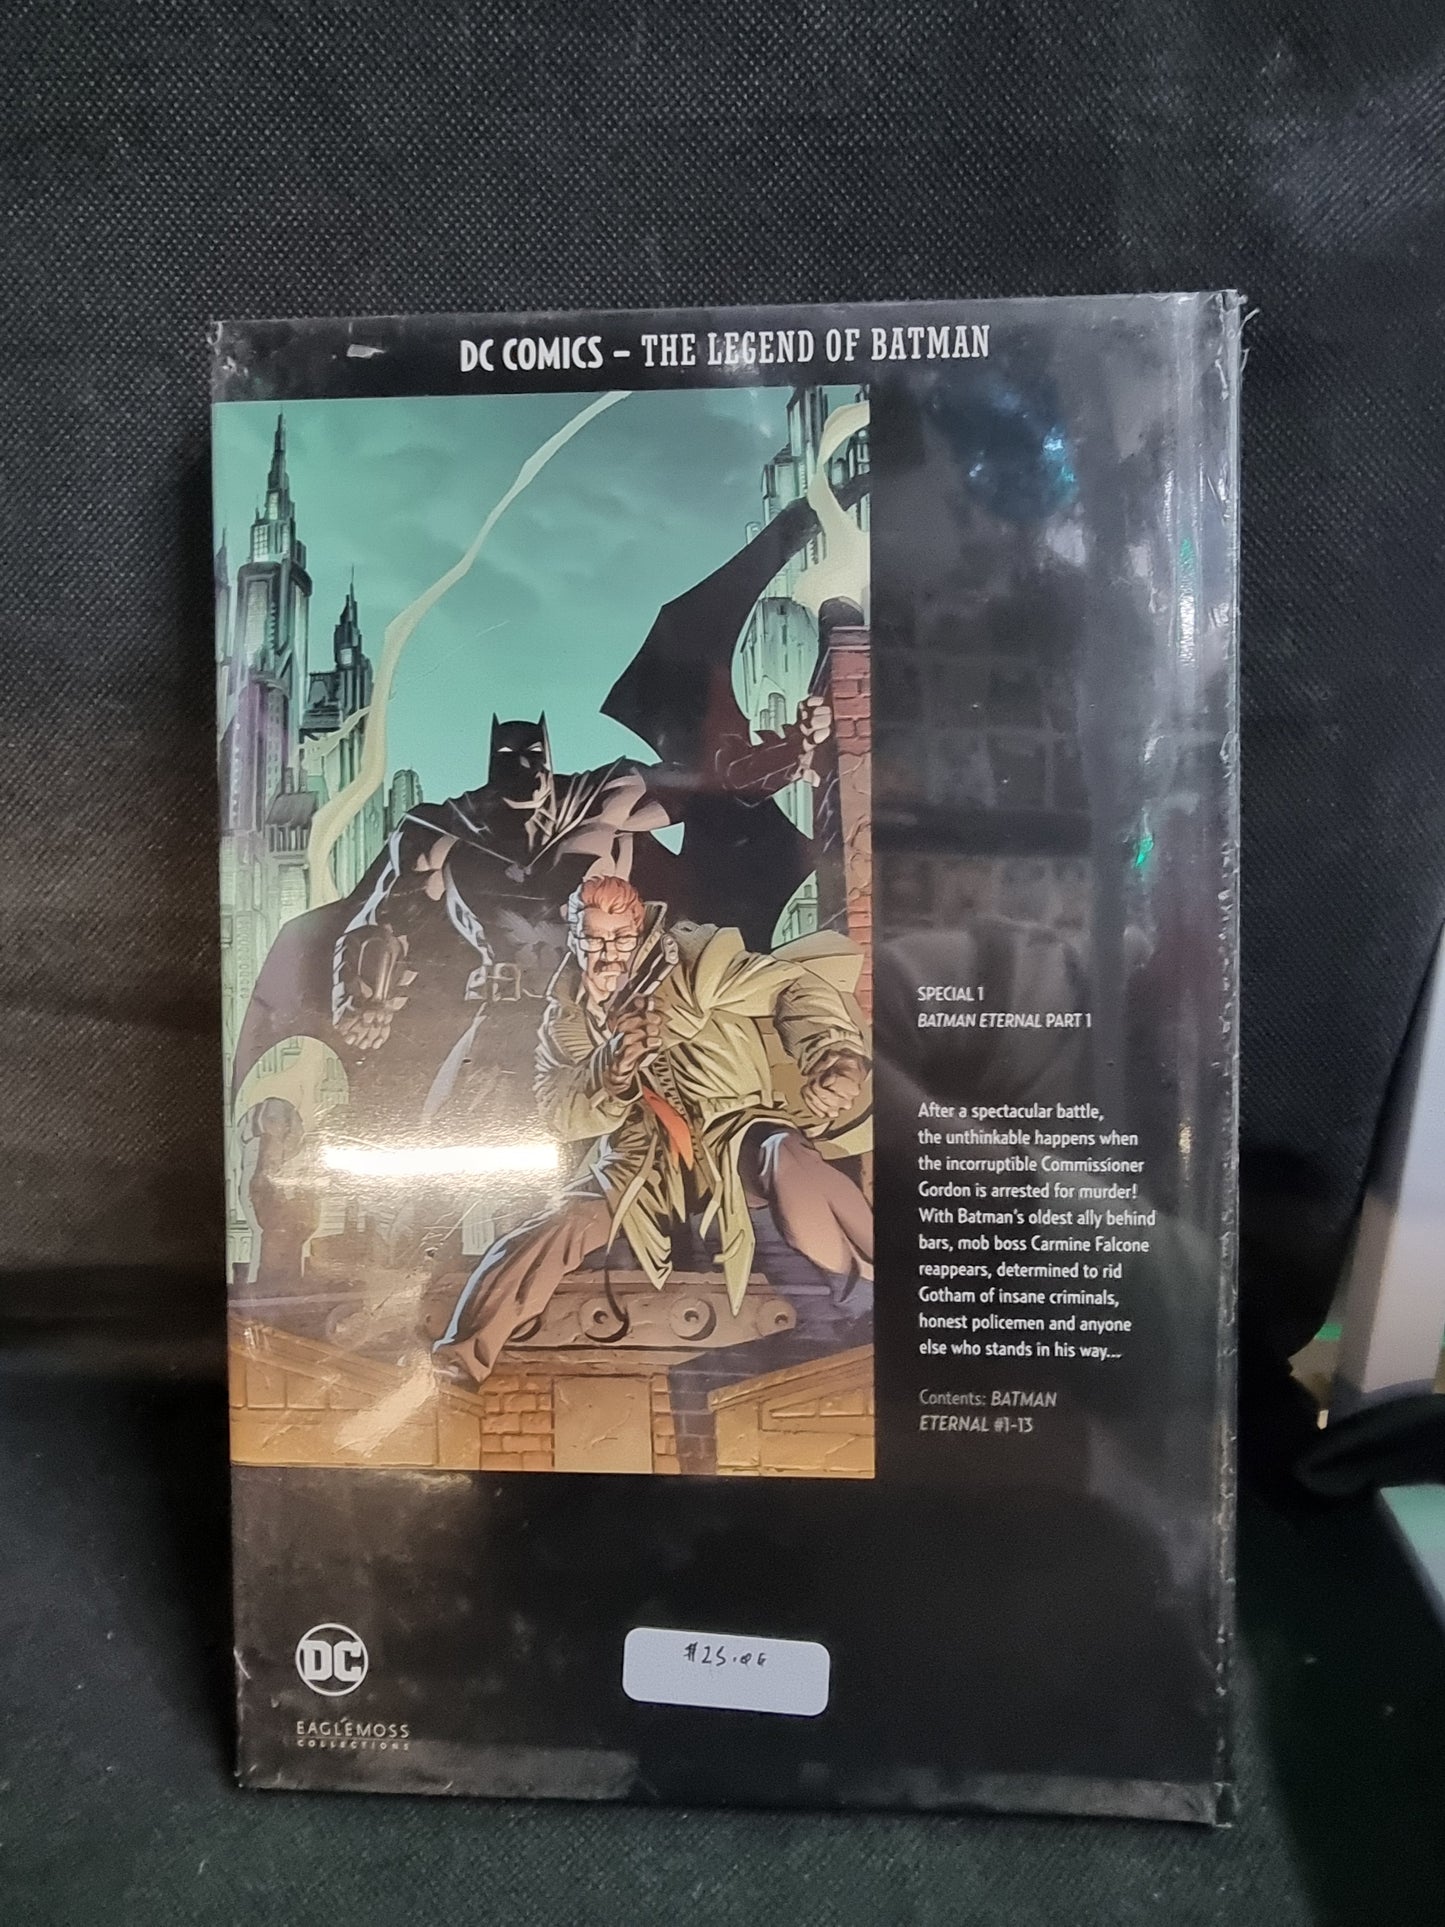 DC COMICS – THE LEGEND OF BATMAN
SPECIAL 1
BATMAN ETERNAL PART 1
After a spectacular battle,
the unthinkable happens when
the incorruptible Commissioner
Gordon is arrested for murder!
With Batman's oldest ally behind
bars, mob boss Carmine Falcone
reappears, determined to rid
Gotham of insane criminals,
honest policemen and anyone
else who stands in his way...
Contents: BATMAN
ETERNAL #1-13
DC
EAGLEMOSS
COLLECTIONS